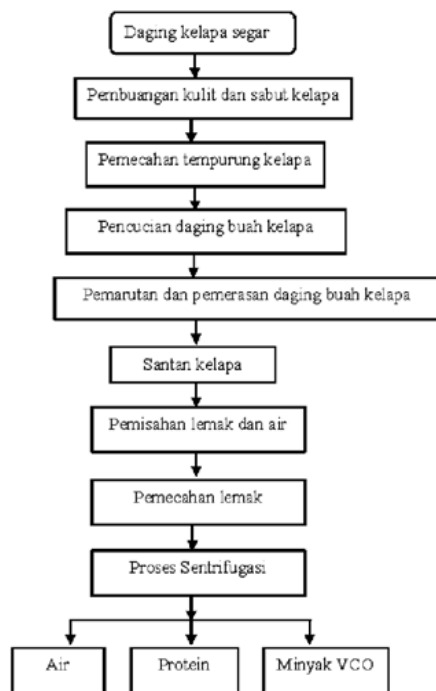 Daging kelapa segar
Pembuangan kulit dan sabut kelapa
Pemecahan tempurung kelapa
Pencucian daging buah kelapa
Pemarutan dan pemerasan daging buah kelapa
Santan kelapa
Pemisahan lemak dan air
Pemecahan lemak
Proses Sentrifugasi
Air
Protein
Minyak VCO